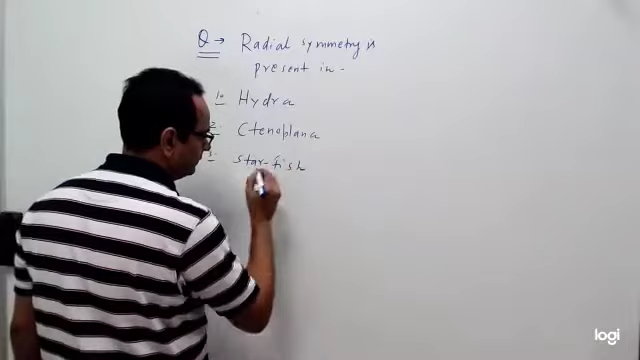 Q → Radial symmetry is
present in -
1. Hydra
2. Ctenoplana
3. Star-fish
logi